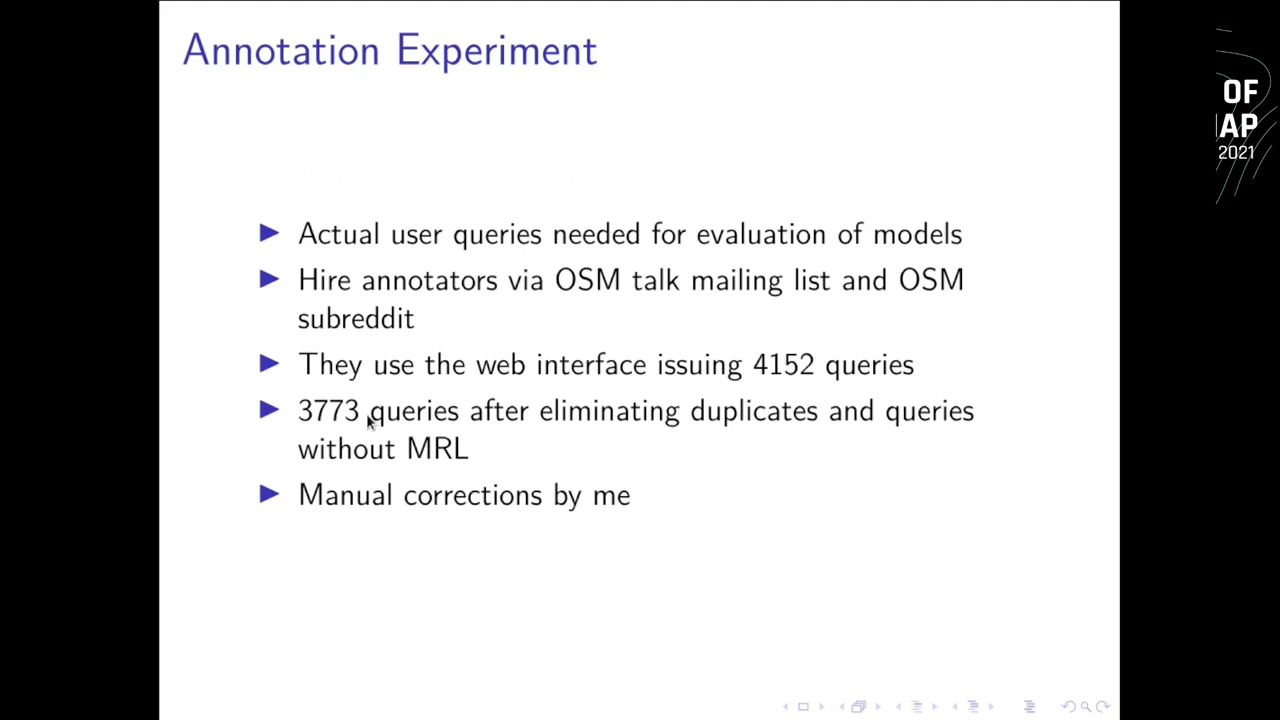 Annotation Experiment
OF
AP
2021
Actual user queries needed for evaluation of models
Hire annotators via OSM talk mailing list and OSM
subreddit
They use the web interface issuing 4152 queries
3773 queries after eliminating duplicates and queries
without MRL
Manual corrections by me